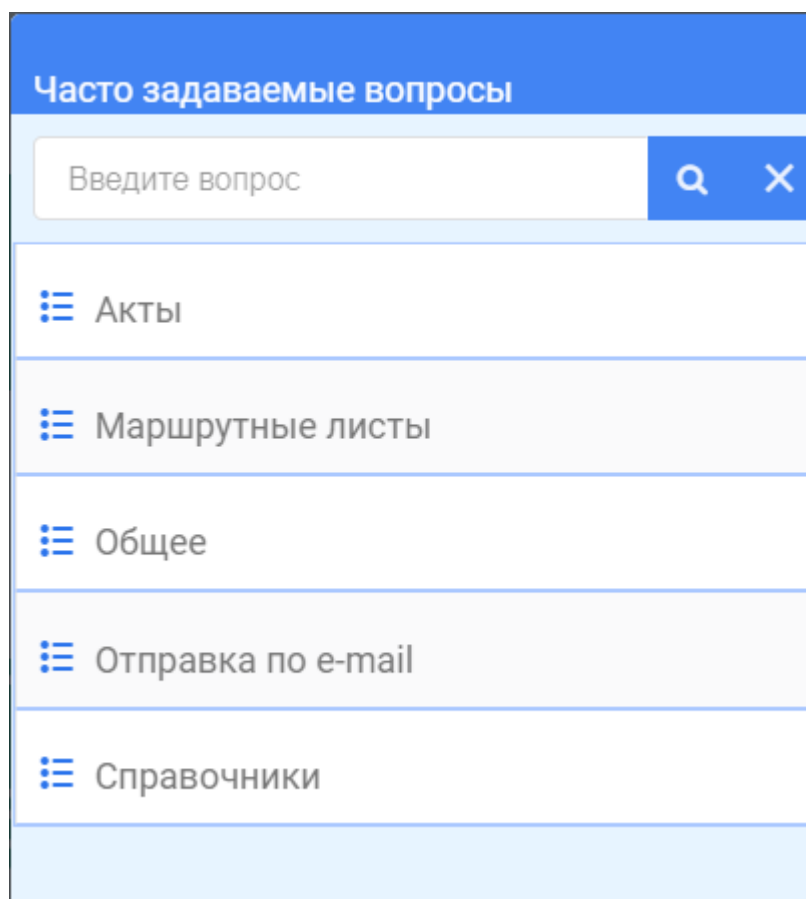 Часто задаваемые вопросы
Введите вопрос
Акты
Маршрутные листы
Общее
Отправка по e-mail
Справочники